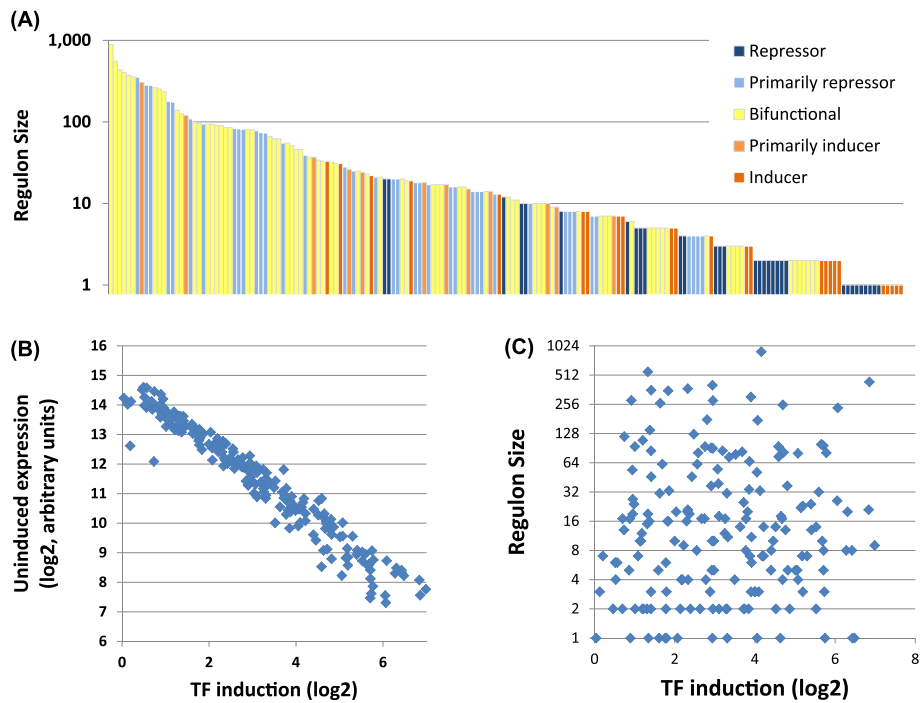 (A)
Regulon Size
1,000
100
10
1
Repressor
Primarily repressor
Bifunctional
Primarily inducer
Inducer
(B)
Uninduced expression
(log2, arbitrary units)
16
15
14
13
12
11
10
9
8
7
6
0 2 4 6
TF induction (log2)
(C)
Regulon Size
1024
512
256
128
64
32
16
8
4
2
1
0 2 4 6 8
TF induction (log2)